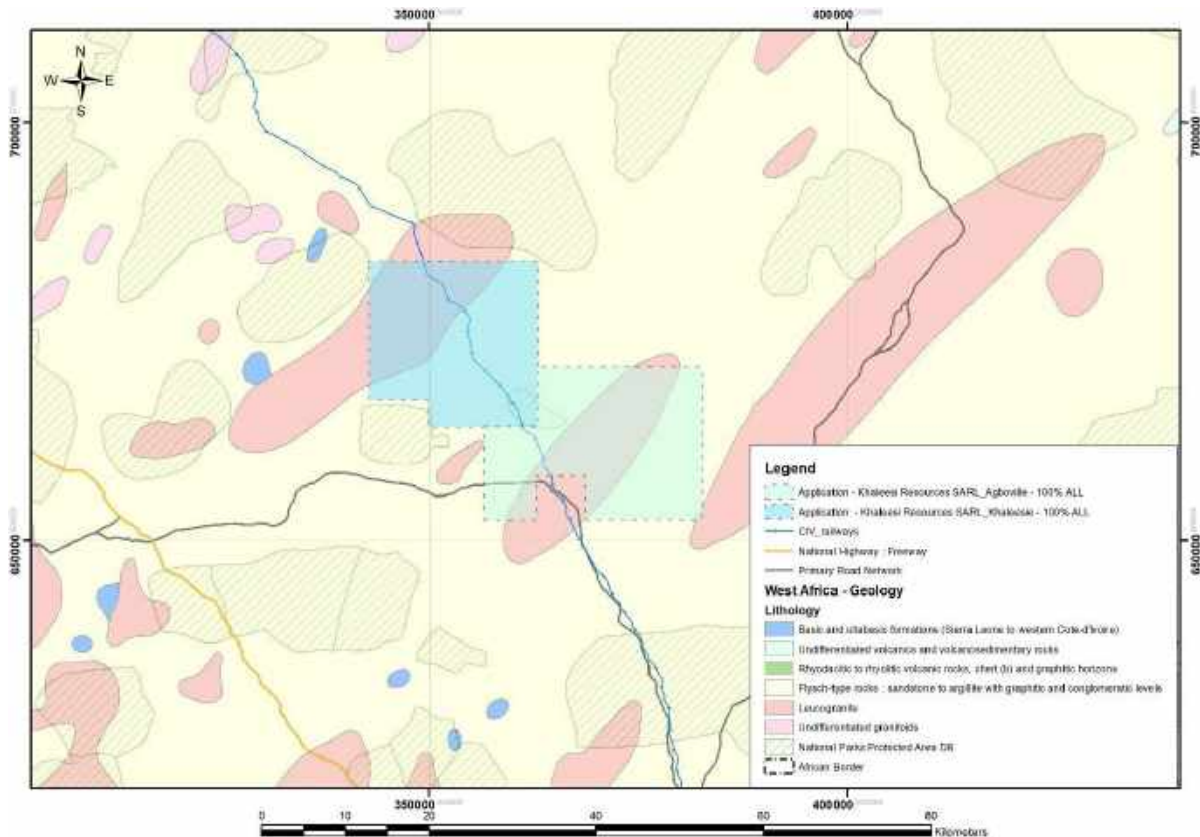 350000
400000
N
W E
S
700000
700000
650000
650000
Legend
Application - Khaleesi Resources SARL_Agboville - 100% ALL
Application - Khaleesi Resources SARL_Khaleesie - 100% ALL
CIV_railways
National Highway : Freeway
Primary Road Network
West Africa - Geology
Lithology
Basic and ultabasic formations (Sierra Leone to western Cote-d'Ivoire)
Undifferentiated volcanics and volcanosedimentary rocks
Rhyodacitic to rhyolitic volcanic rocks, chert (b) and graphitic horizons
Flysch-type rocks : sandstone to argillite with graphitic and conglomeratic levels
Leucogranite
Undifferentiated granitoids
National Parks Protected Area DB
African Border
350000
400000
0 10 20 40 60 80
Kilometers